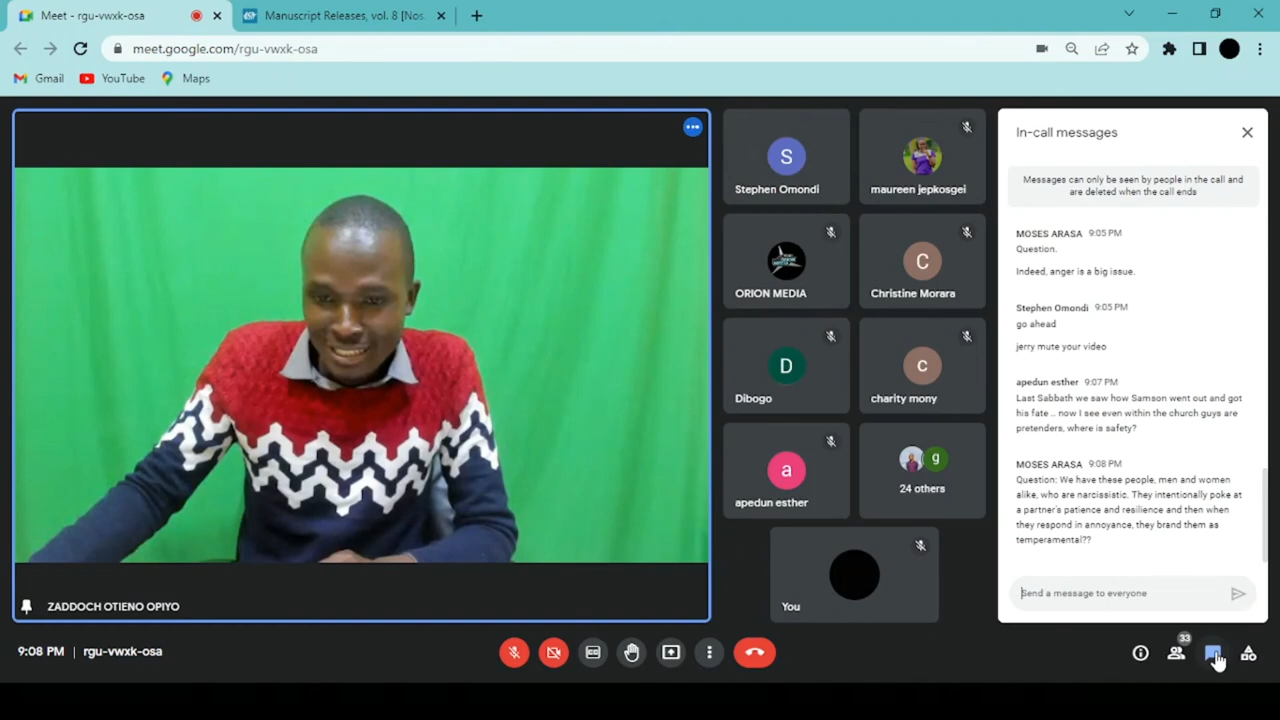 Meet - rgu-vwxk-osa
Manuscript Releases, vol. 8 [Nos.
meet.google.com/rgu-vwxk-osa
Gmail
YouTube
Maps
ZADDOCH OTIENO OPIYO
S
Stephen Omondi
maureen jepkosgei
ORION MEDIA
C
Christine Morara
D
Dibogo
c
charity mony
a
apedun esther
g
24 others
You
In-call messages
Messages can only be seen by people in the call and
are deleted when the call ends
MOSES ARASA 9:05 PM
Question.
Indeed, anger is a big issue.
Stephen Omondi 9:05 PM
go ahead
jerry mute your video
apedun esther 9:07 PM
Last Sabbath we saw how Samson went out and got
his fate .. now I see even within the church guys are
pretenders, where is safety?
MOSES ARASA 9:08 PM
Question: We have these people, men and women
alike, who are narcissistic. They intentionally poke at
a partner's patience and resilience and then when
they respond in annoyance, they brand them as
temperamental??
Send a message to everyone
9:08 PM | rgu-vwxk-osa
33